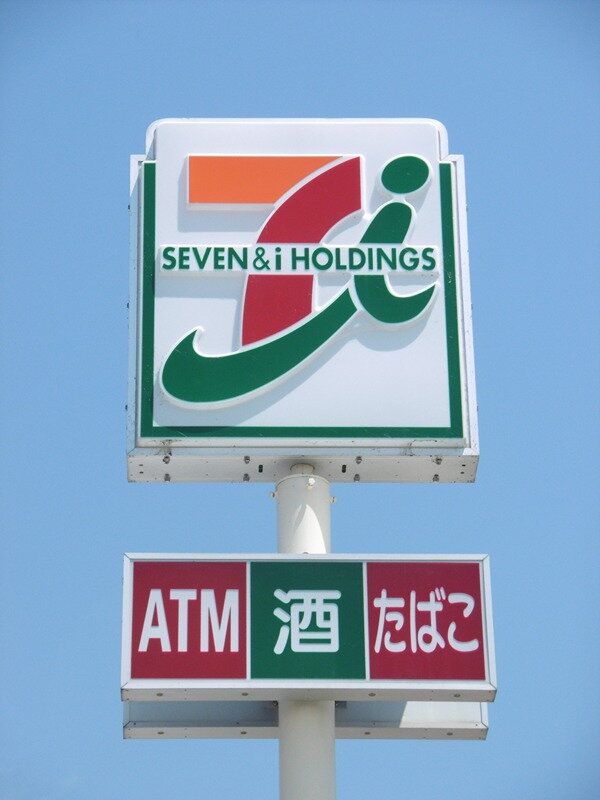 SEVEN & i HOLDINGS
ATM 酒 たばこ